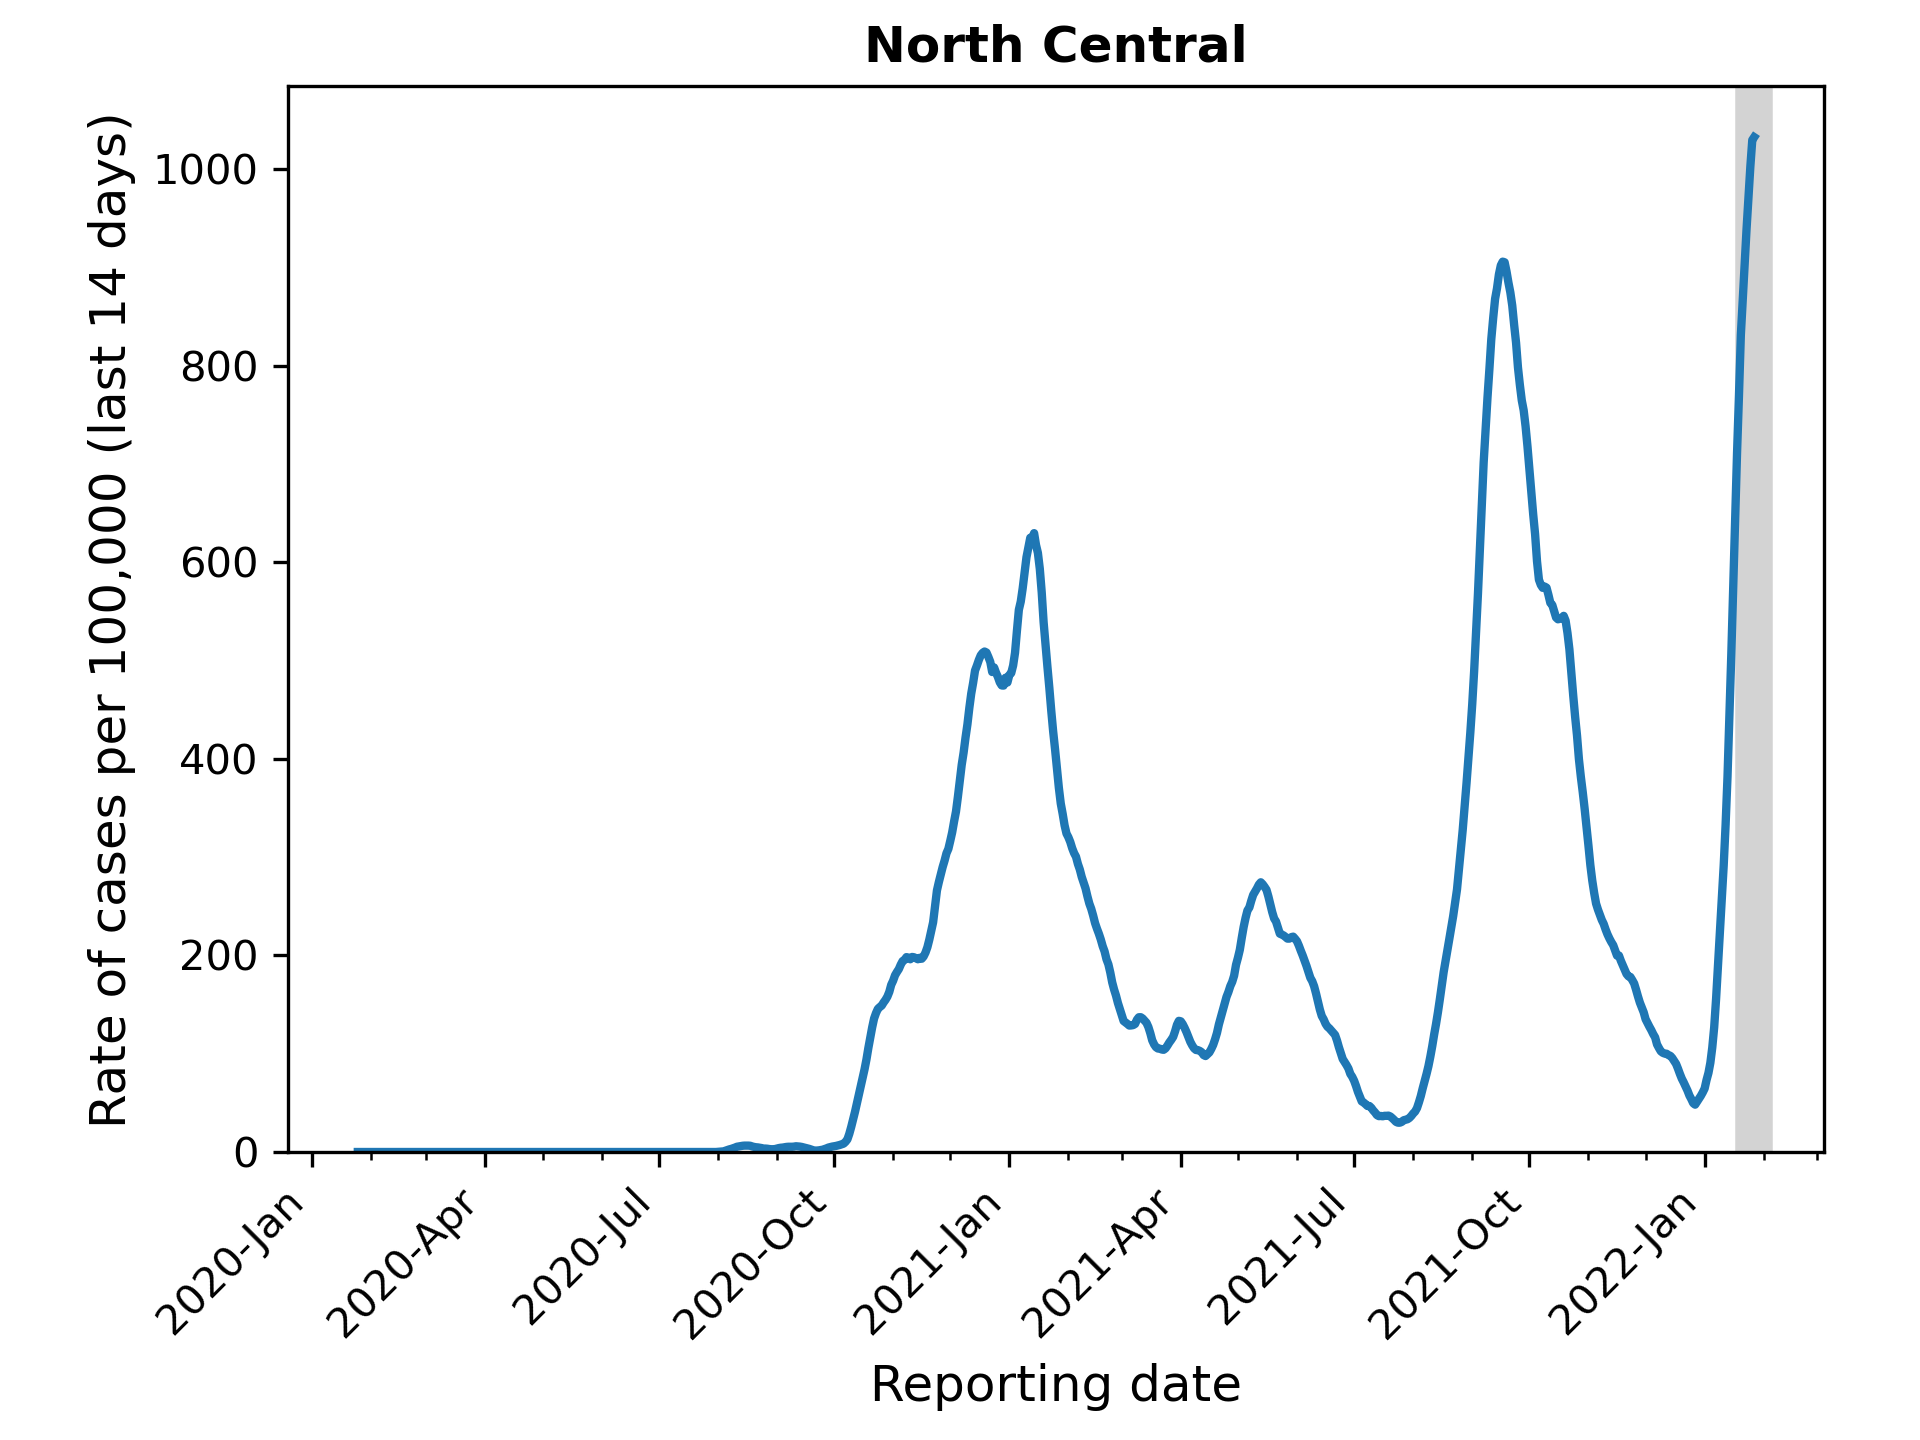 North Central
Rate of cases per 100,000 (last 14 days)
1000
800
600
400
200
0
2020-Jan
2020-Apr
2020-Jul
2020-Oct
2021-Jan
2021-Apr
2021-Jul
2021-Oct
2022-Jan
Reporting date